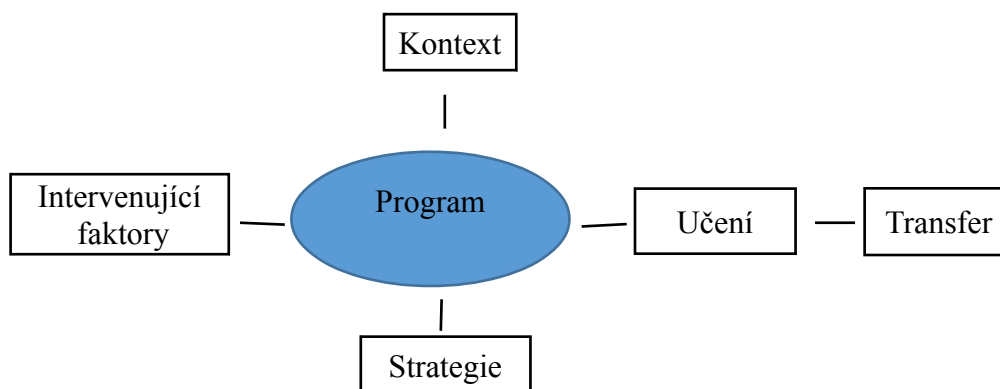 Kontext
Intervenující
faktory
Program
Učení
Transfer
Strategie